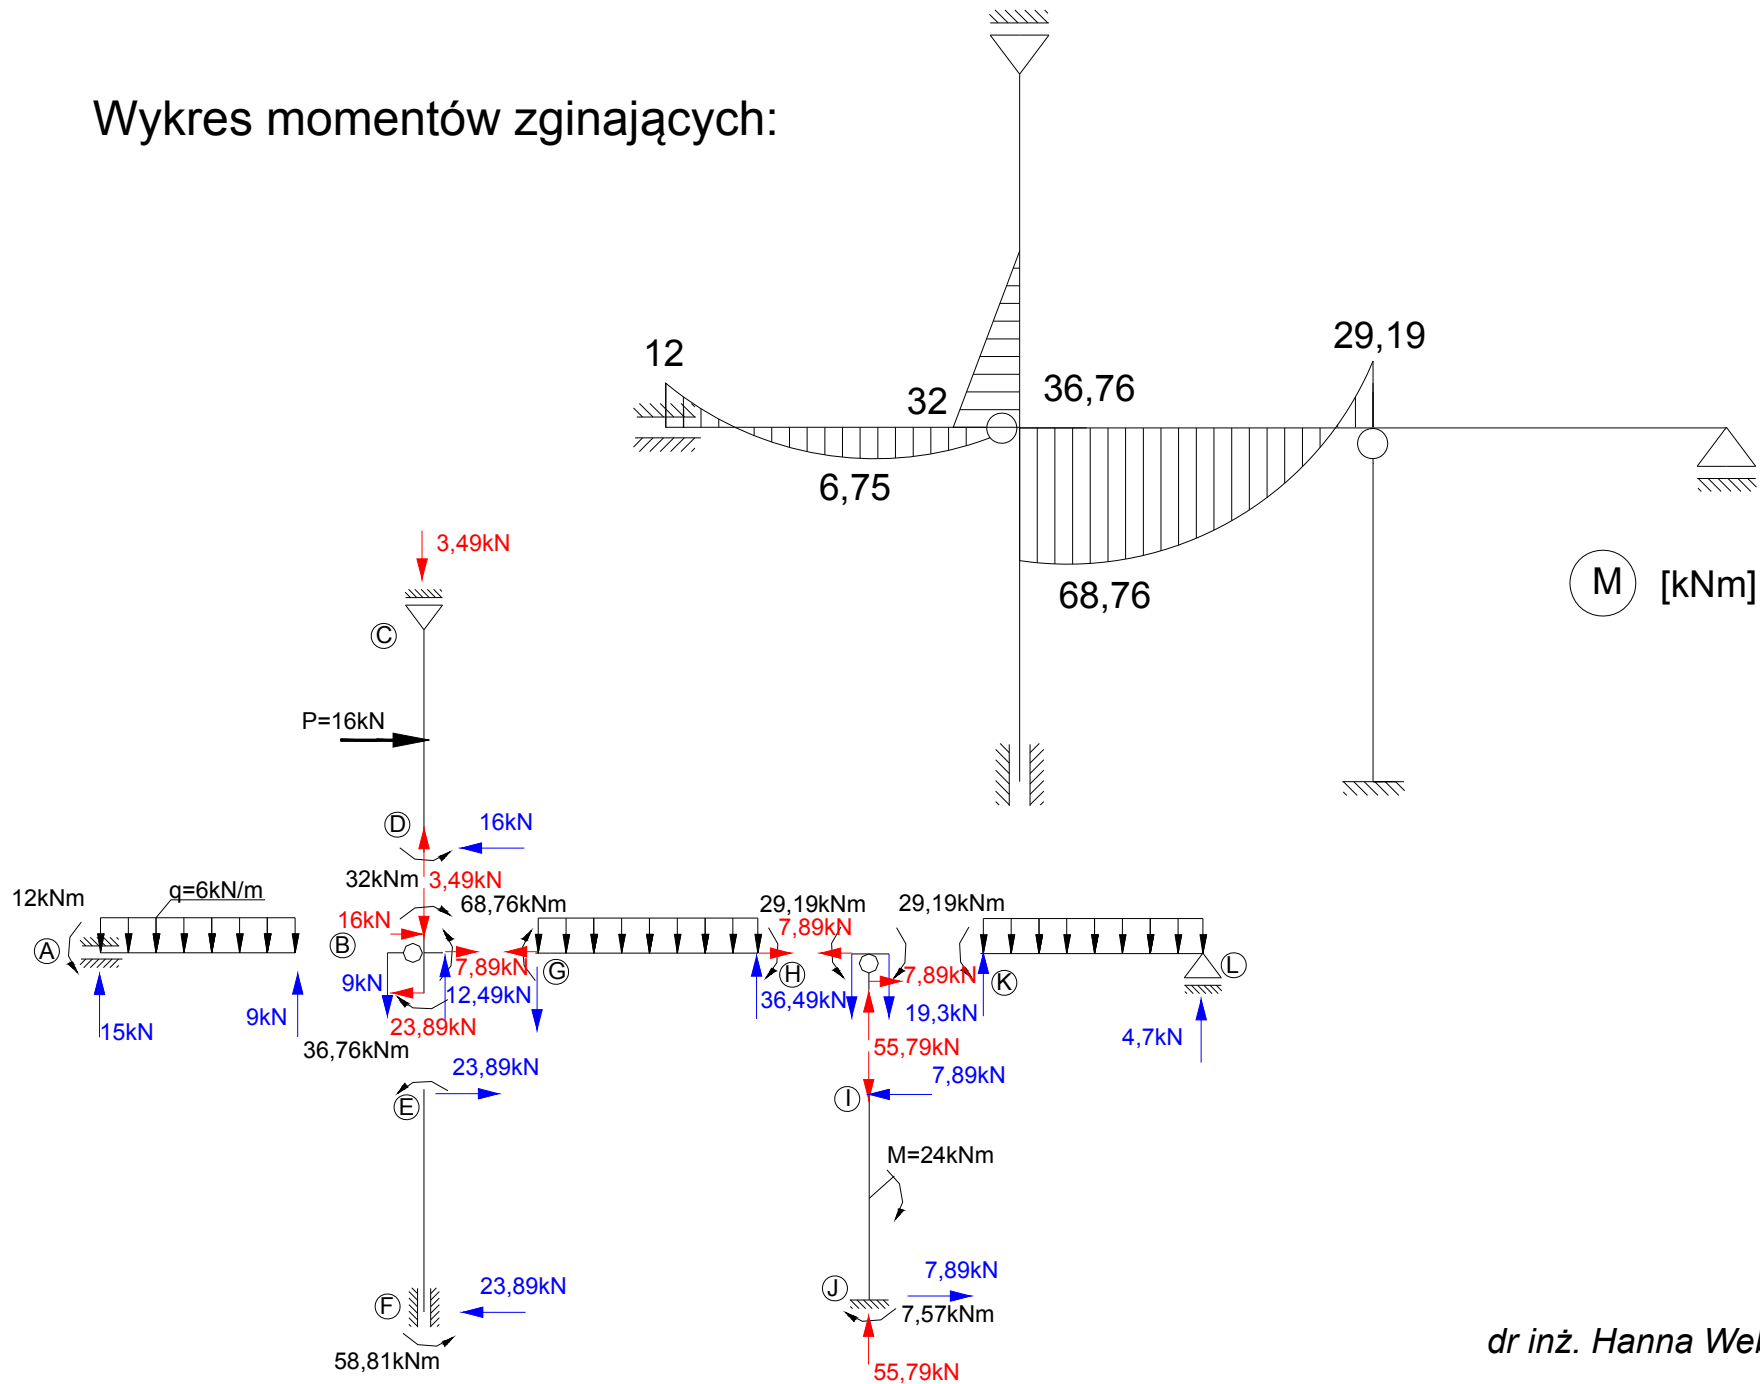 Wykres momentów zginających:
12
29,19
32
36,76
6,75
68,76
M [kNm]
3,49kN
C
P=16kN
D
16kN
32kNm
3,49kN
12kNm
q=6kN/m
16kN
68,76kNm
29,19kNm
29,19kNm
7,89kN
A
B
7,89kN
G
H
7,89kN
K
L
9kN
12,49kN
36,49kN
19,3kN
15kN
9kN
23,89kN
4,7kN
36,76kNm
55,79kN
23,89kN
7,89kN
E
I
M=24kNm
F
23,89kN
J
7,89kN
7,57kNm
58,81kNm
55,79kN
dr inż. Hanna